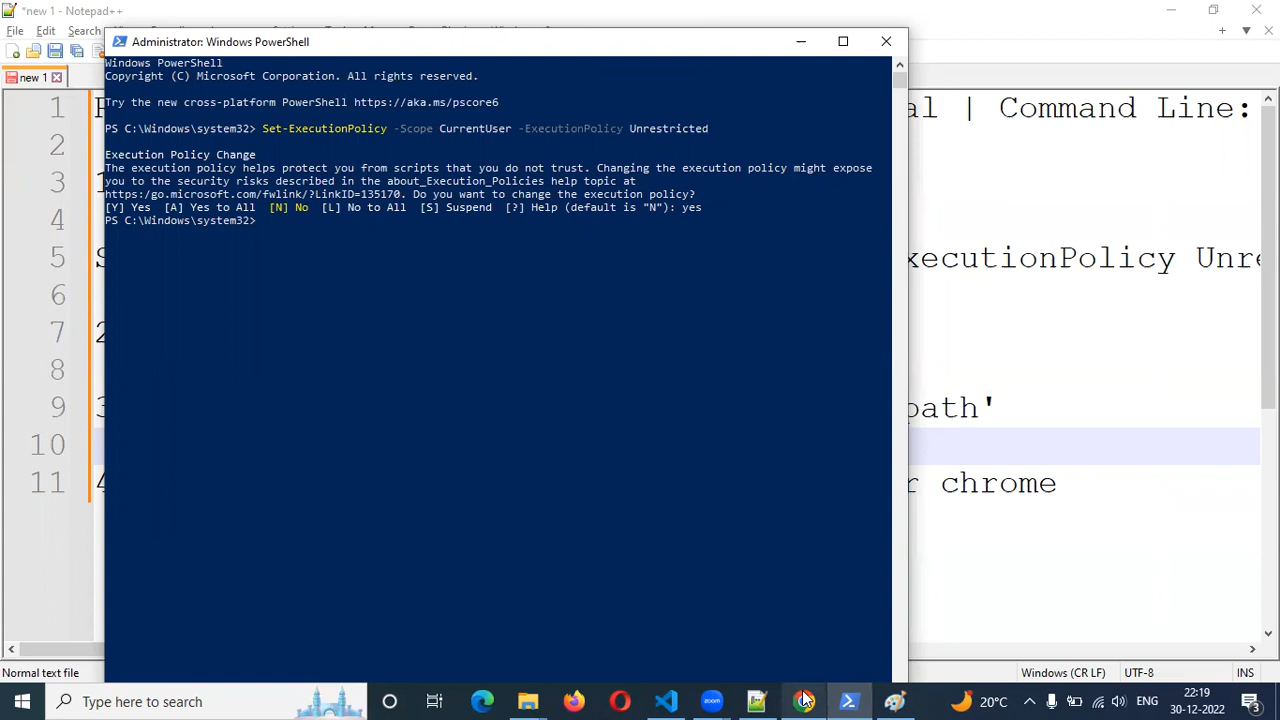 *new 1 - Notepad++
File Edit Search
new 1
Administrator: Windows PowerShell
Windows PowerShell
Copyright (C) Microsoft Corporation. All rights reserved.
Try the new cross-platform PowerShell https://aka.ms/pscore6
PS C:\Windows\system32> Set-ExecutionPolicy -Scope CurrentUser -ExecutionPolicy Unrestricted
Execution Policy Change
The execution policy helps protect you from scripts that you do not trust. Changing the execution policy might expose
you to the security risks described in the about_Execution_Policies help topic at
https:/go.microsoft.com/fwlink/?LinkID=135170. Do you want to change the execution policy?
[Y] Yes [A] Yes to All [N] No [L] No to All [S] Suspend [?] Help (default is "N"): yes
PS C:\Windows\system32>
1 al | Command Line:
2
3 1
4
5 xecutionPolicy Unre
6
7 2
8
9 3 path'
10
11 4 r chrome
Normal text file Windows (CR LF) UTF-8 INS
Type here to search
20°C ENG 22:19
30-12-2022 3